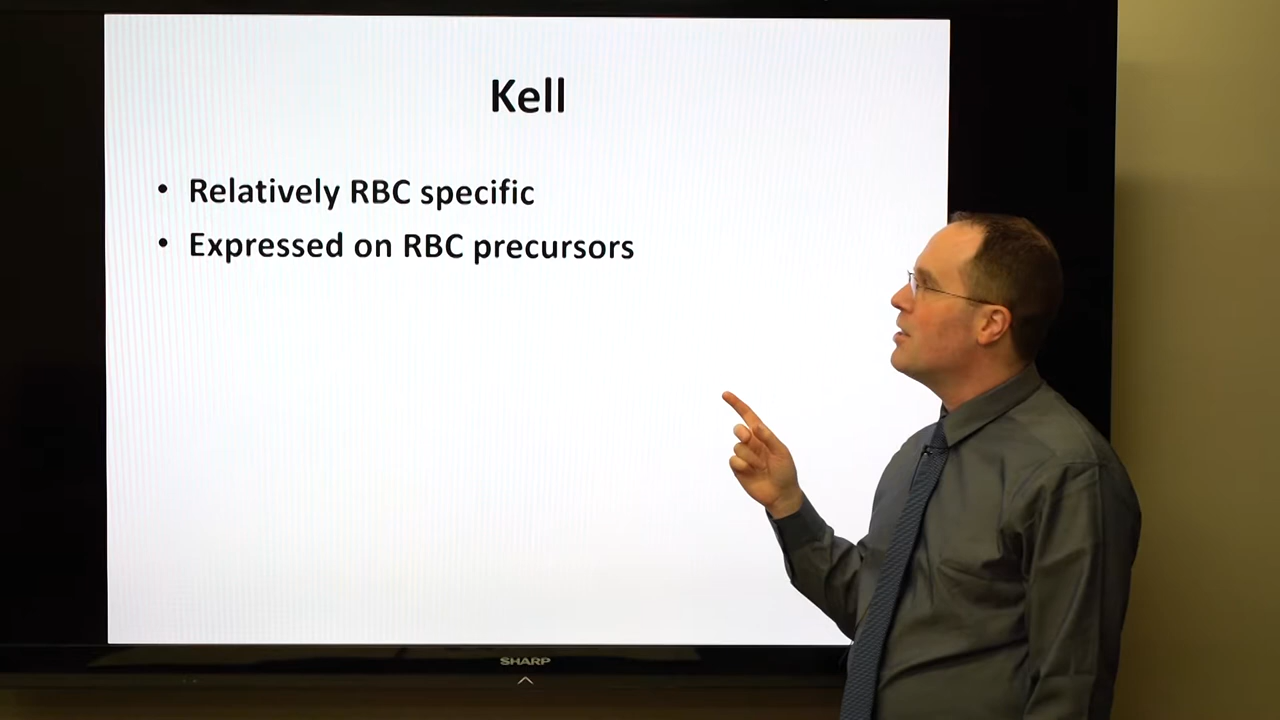 Kell
• Relatively RBC specific
• Expressed on RBC precursors
SHARP